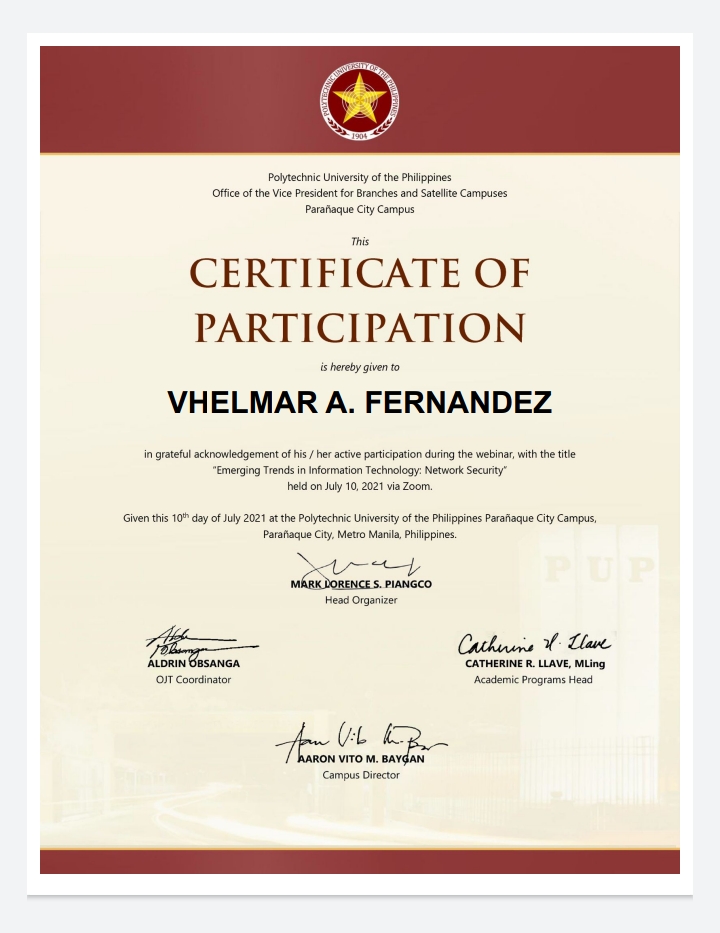 POLYTECHNIC UNIVERSITY OF THE PHILIPPINES
1904
Polytechnic University of the Philippines
Office of the Vice President for Branches and Satellite Campuses
Parañaque City Campus
This
CERTIFICATE OF
PARTICIPATION
is hereby given to
VHELMAR A. FERNANDEZ
in grateful acknowledgement of his / her active participation during the webinar, with the title
“Emerging Trends in Information Technology: Network Security”
held on July 10, 2021 via Zoom.
Given this 10th day of July 2021 at the Polytechnic University of the Philippines Parañaque City Campus,
Parañaque City, Metro Manila, Philippines.
PUP
MARK LORENCE S. PIANGCO
Head Organizer
Aldrin Obsanga
ALDRIN OBSANGA
OJT Coordinator
Catherine R. Llave
CATHERINE R. LLAVE, MLing
Academic Programs Head
AARON VITO M. BAYGAN
Campus Director